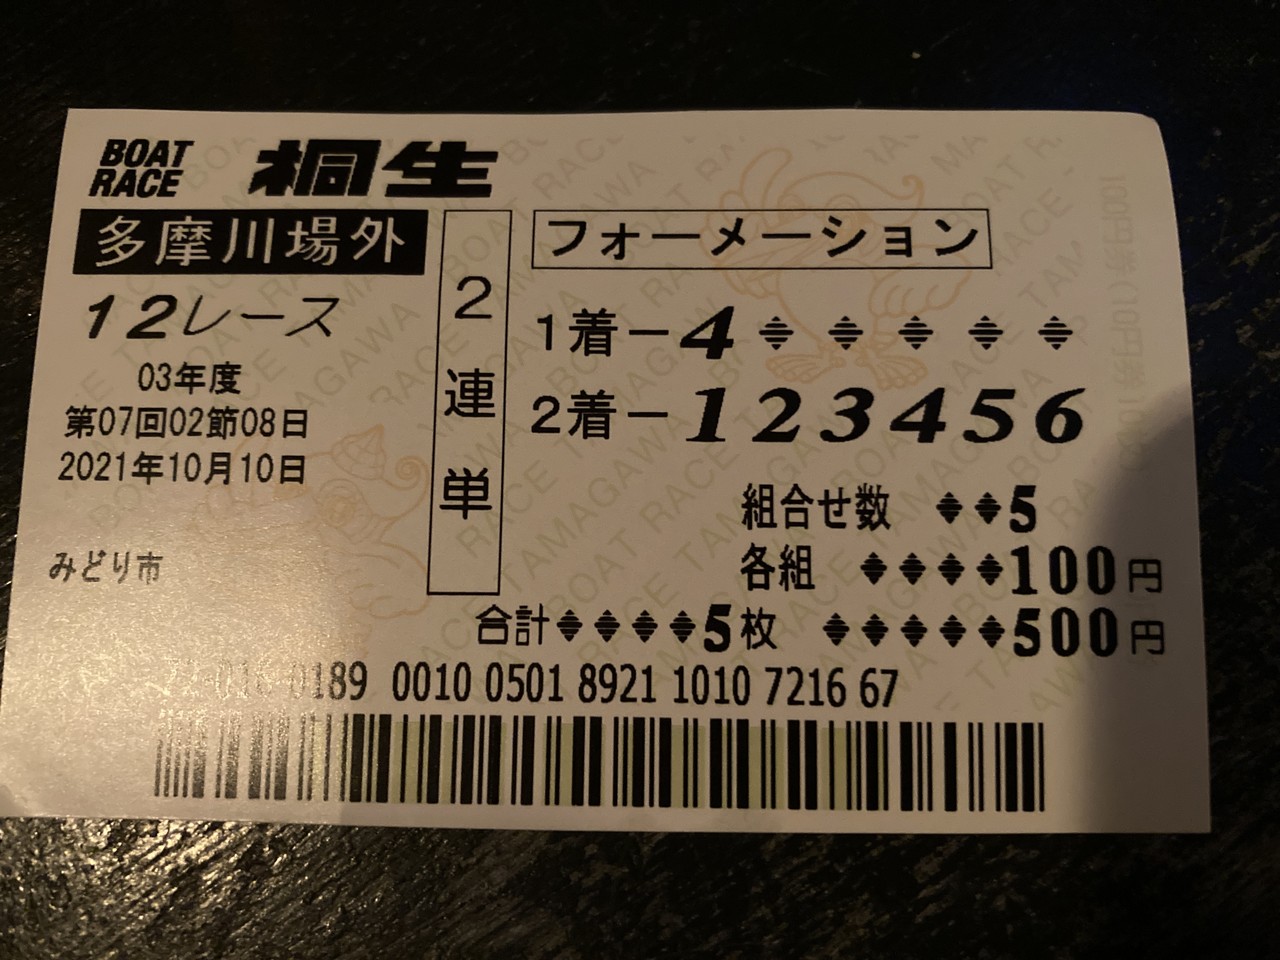 BOAT RACE 桐生
多摩川場外
12レース
03年度
第07回02節08日
2021年10月10日
みどり市
2連単
フォーメーション
1着－4
2着－123456
組合せ数 5
各組 100円
合計 5枚 500円
0189 0010 0501 8921 1010 7216 67